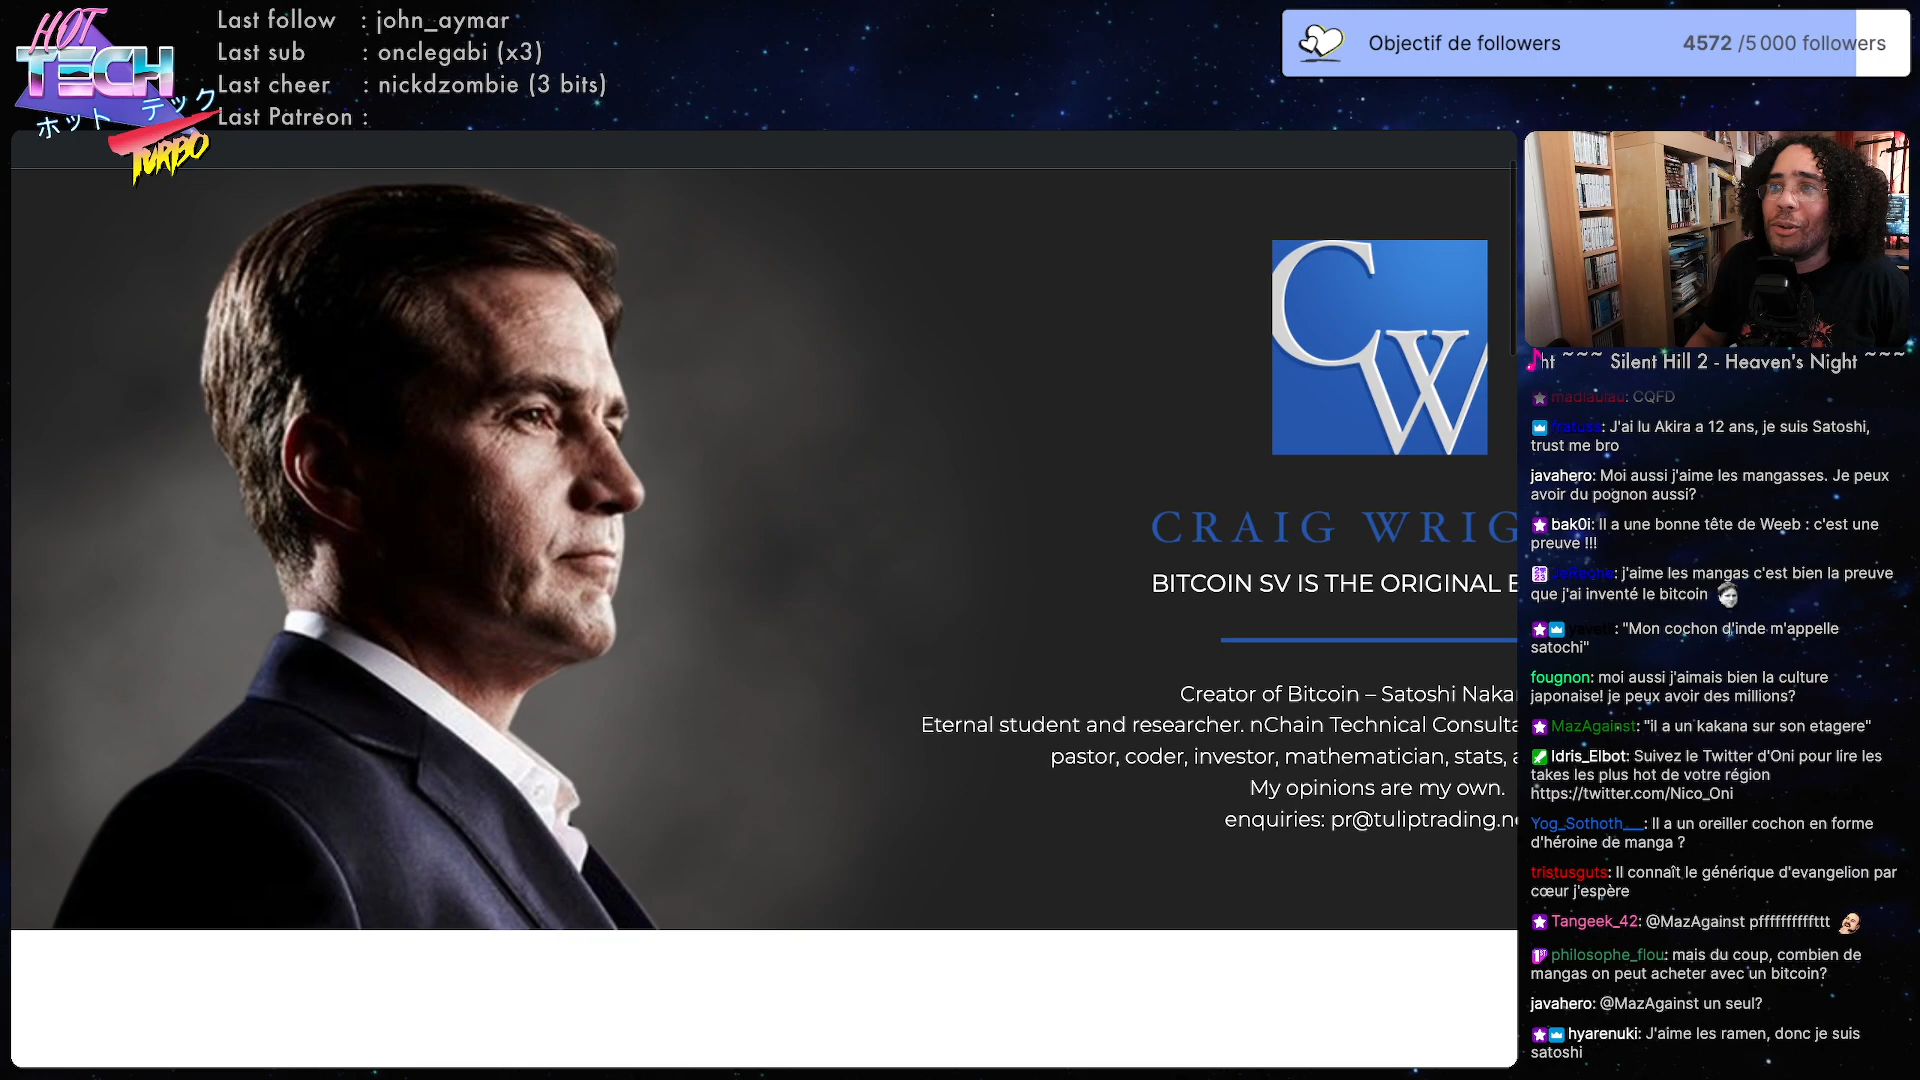 HOT
TECH
ホット テック
TURBO
Last follow : john_aymar
Last sub : onclegabi (x3)
Last cheer : nickdzombie (3 bits)
Last Patreon :
Objectif de followers 4572 /5 000 followers
CW
CRAIG WRIG
BITCOIN SV IS THE ORIGINAL
Creator of Bitcoin – Satoshi Naka
Eternal student and researcher. nChain Technical Consulta
pastor, coder, investor, mathematician, stats,
My opinions are my own.
enquiries: pr@tuliptrading.ne
ht ~~~ Silent Hill 2 - Heaven's Night ~~~
madlaulau: CQFD
: J'ai lu Akira a 12 ans, je suis Satoshi,
trust me bro
javahero: Moi aussi j'aime les mangasses. Je peux
avoir du pognon aussi?
bak0i: Il a une bonne tête de Weeb : c'est une
preuve !!!
: j'aime les mangas c'est bien la preuve
que j'ai inventé le bitcoin
: "Mon cochon d'inde m'appelle
satochi"
fougnon: moi aussi j'aimais bien la culture
japonaise! je peux avoir des millions?
MazAgainst: "il a un kakana sur son etagere"
Idris_Elbot: Suivez le Twitter d'Oni pour lire les
takes les plus hot de votre région
https://twitter.com/Nico_Oni
Yog_Sothoth___: Il a un oreiller cochon en forme
d'héroine de manga ?
tristusguts: Il connaît le générique d'evangelion par
cœur j'espère
Tangeek_42: @MazAgainst pffffffffffttt
1ST philosophe_flou: mais du coup, combien de
mangas on peut acheter avec un bitcoin?
javahero: @MazAgainst un seul?
hyarenuki: J'aime les ramen, donc je suis
satoshi